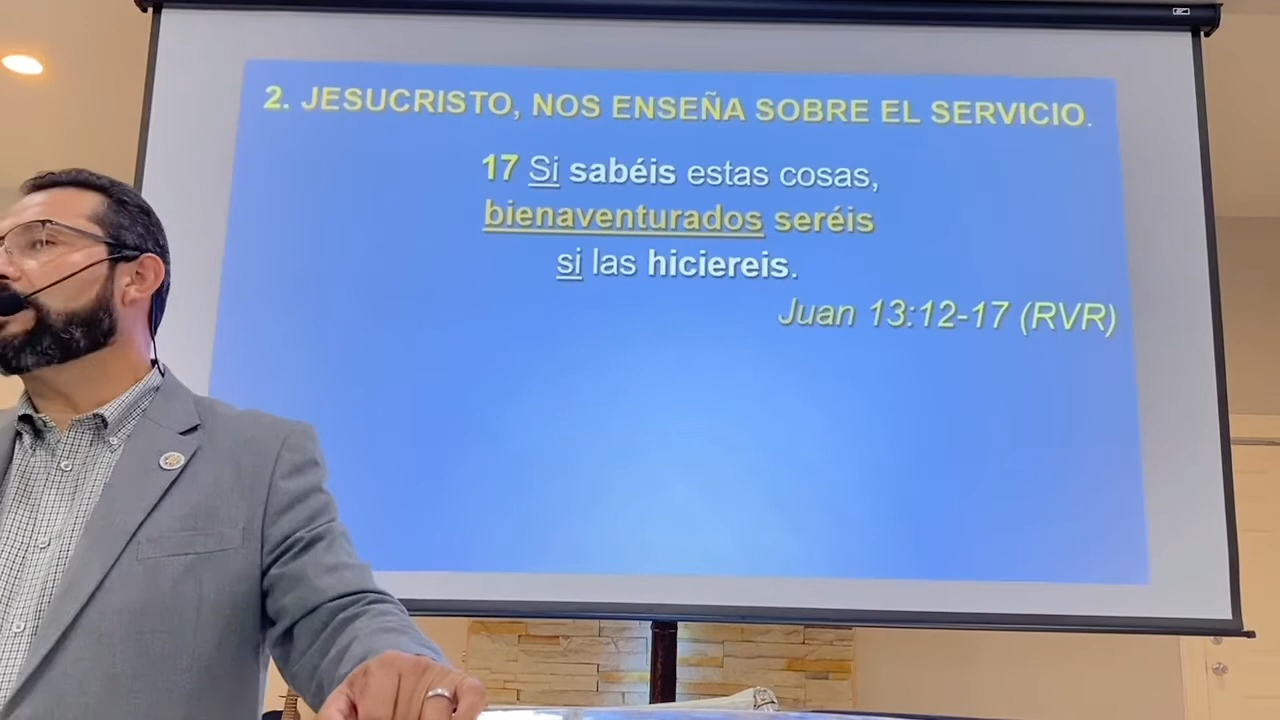 2. JESUCRISTO, NOS ENSEÑA SOBRE EL SERVICIO.
17 Si sabéis estas cosas,
bienaventurados seréis
si las hiciereis.
Juan 13:12-17 (RVR)